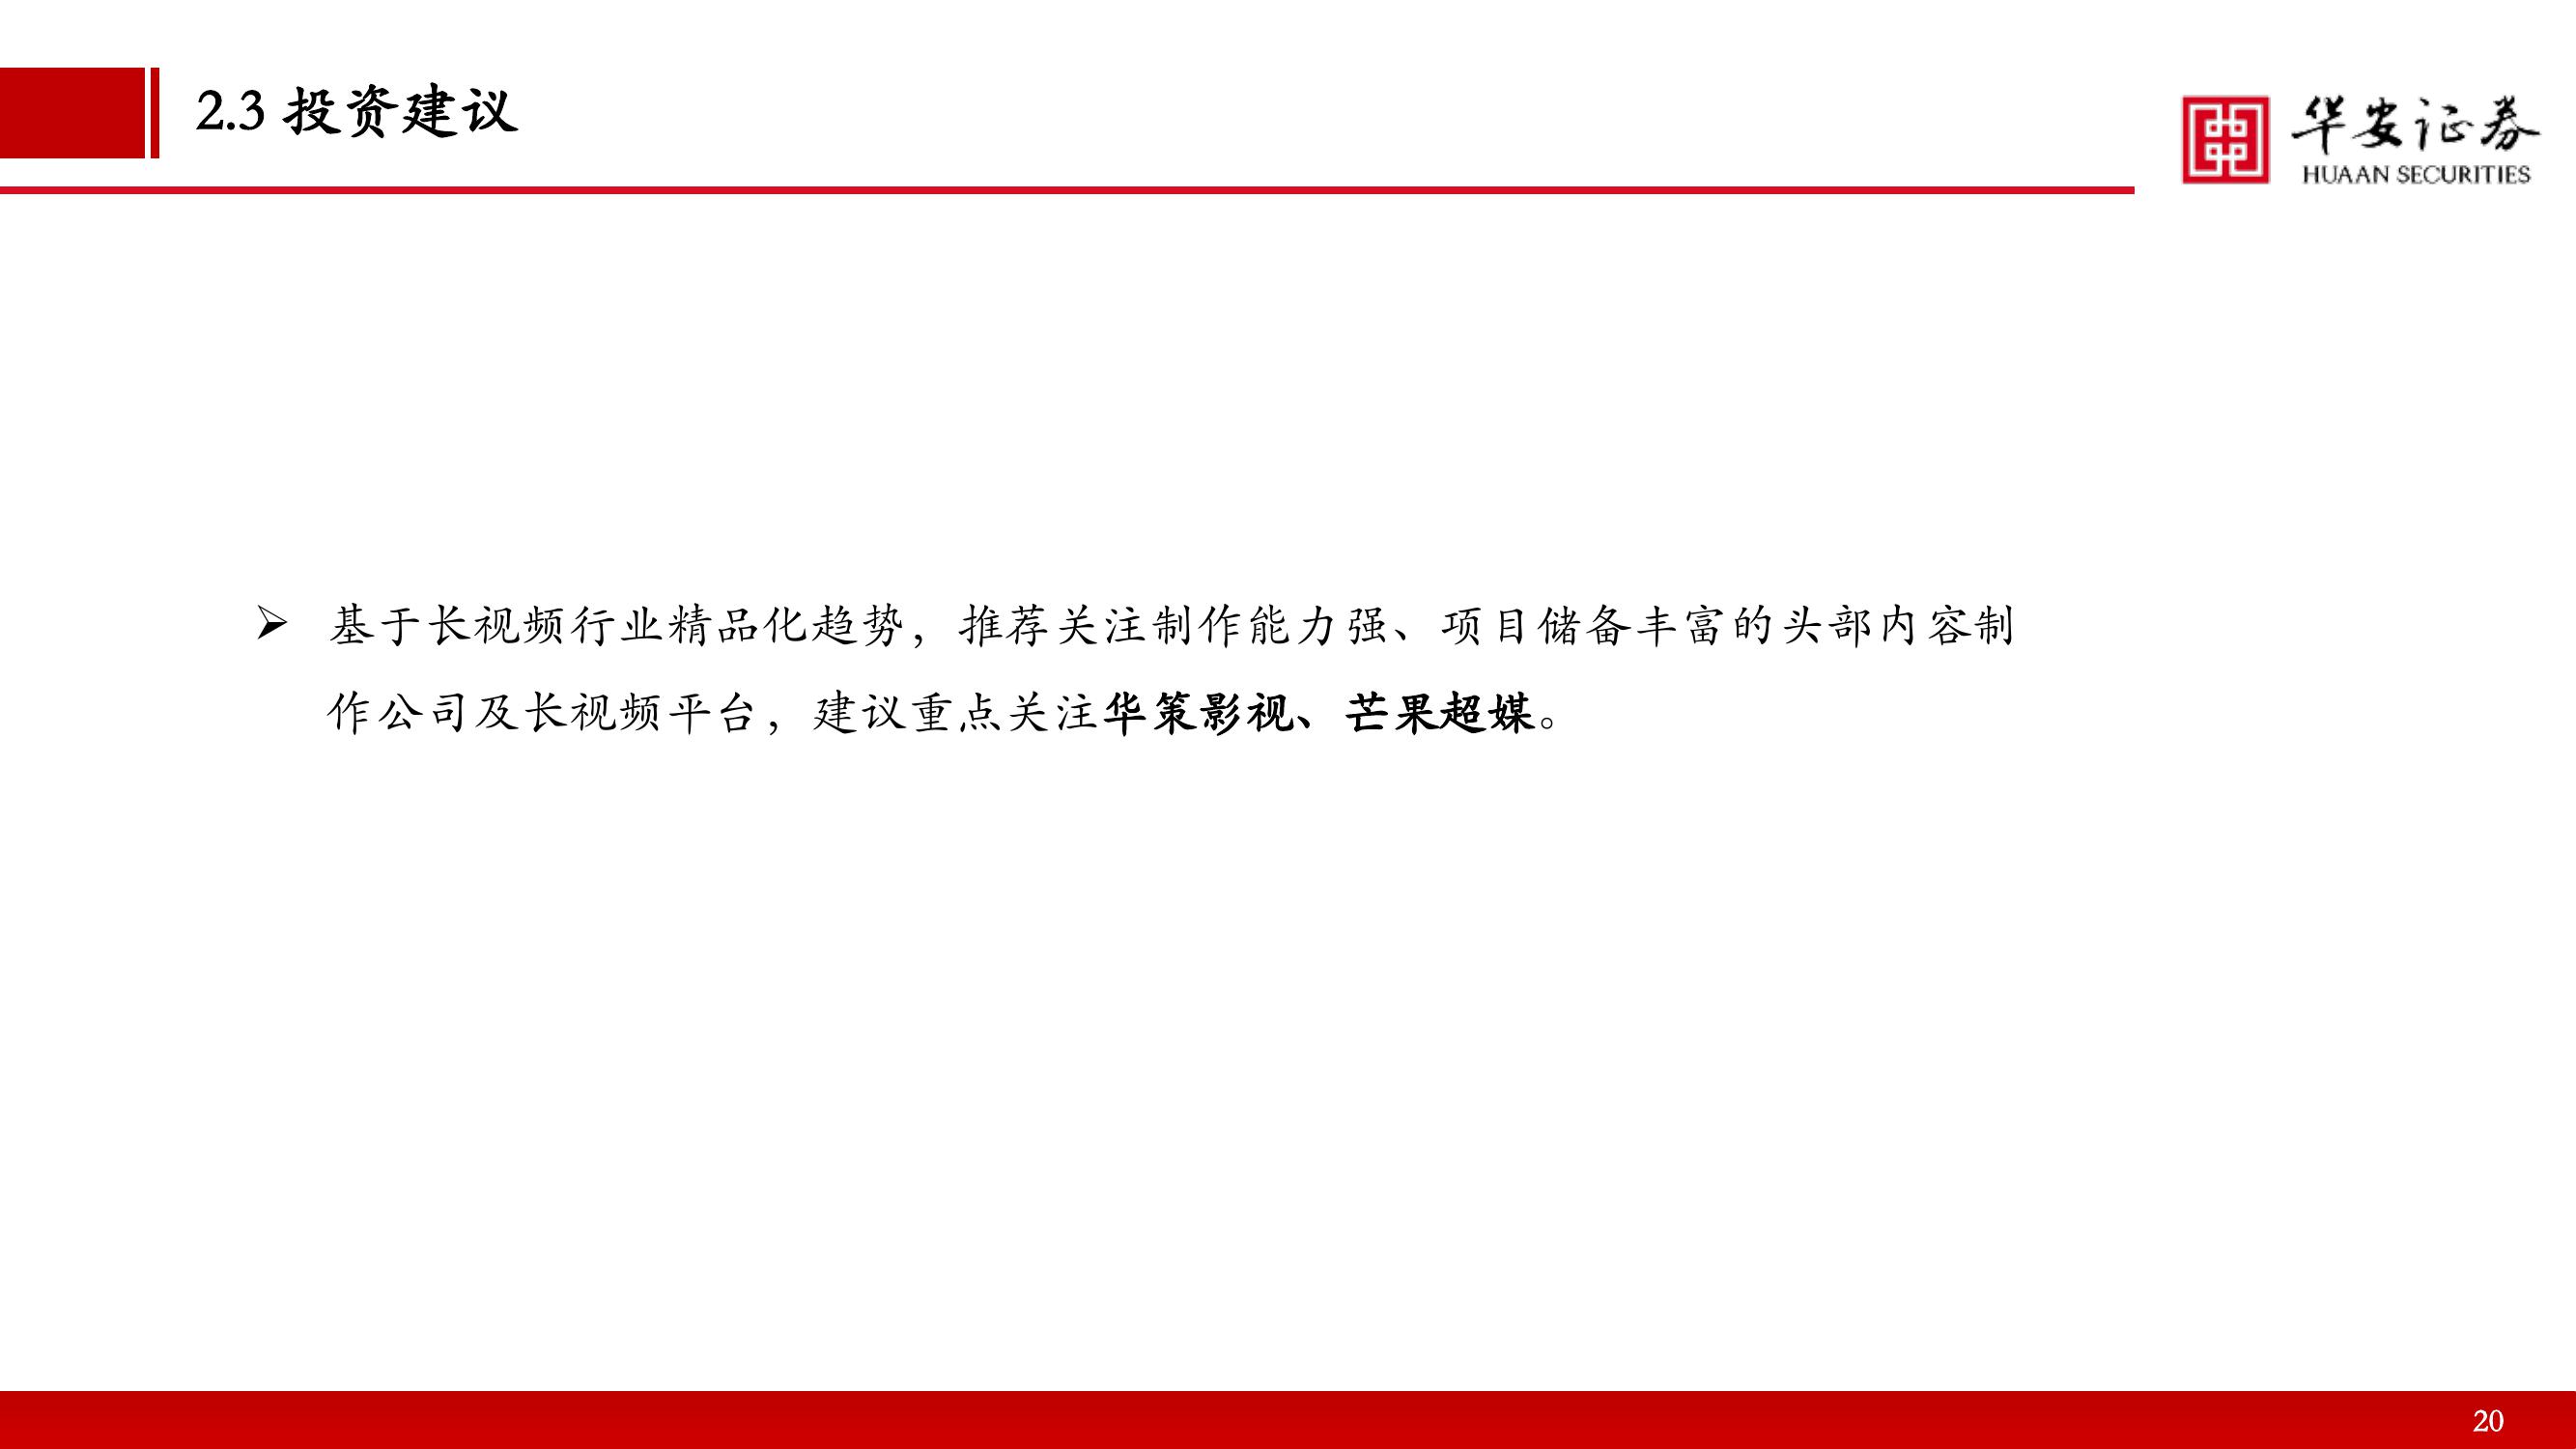 2.3 投资建议
华安证券
HUAAN SECURITIES
➢ 基于长视频行业精品化趋势，推荐关注制作能力强、项目储备丰富的头部内容制
作公司及长视频平台，建议重点关注华策影视、芒果超媒。
20